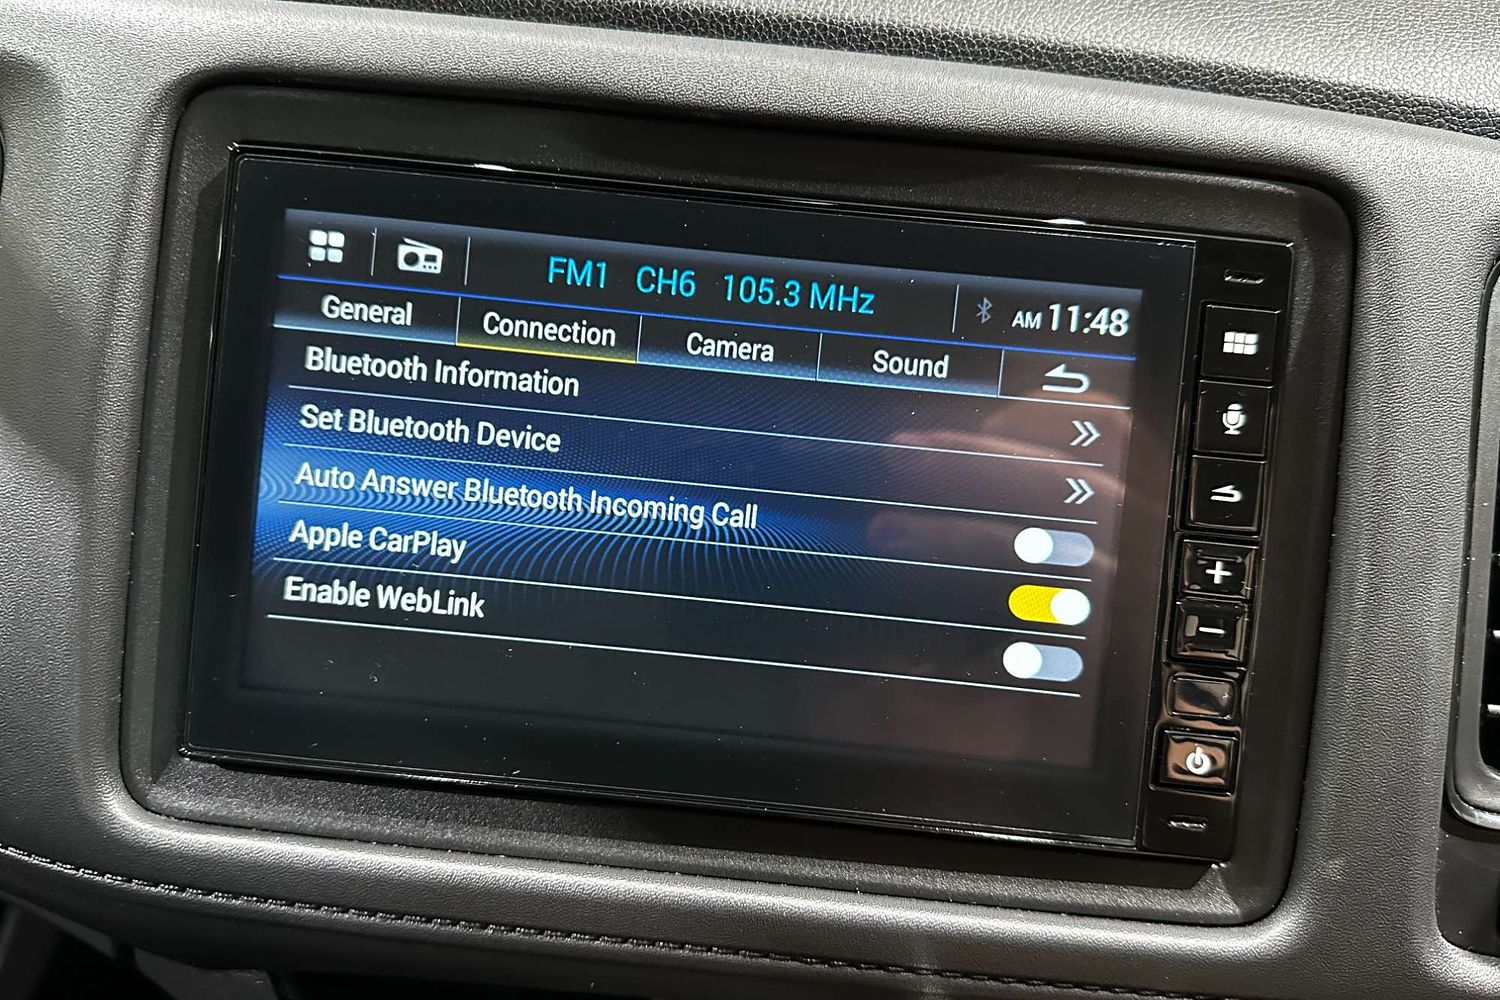 FM1 CH6 105.3 MHz AM 11:48
General Connection Camera Sound
Bluetooth Information
Set Bluetooth Device
Auto Answer Bluetooth Incoming Call
Apple CarPlay
Enable WebLink